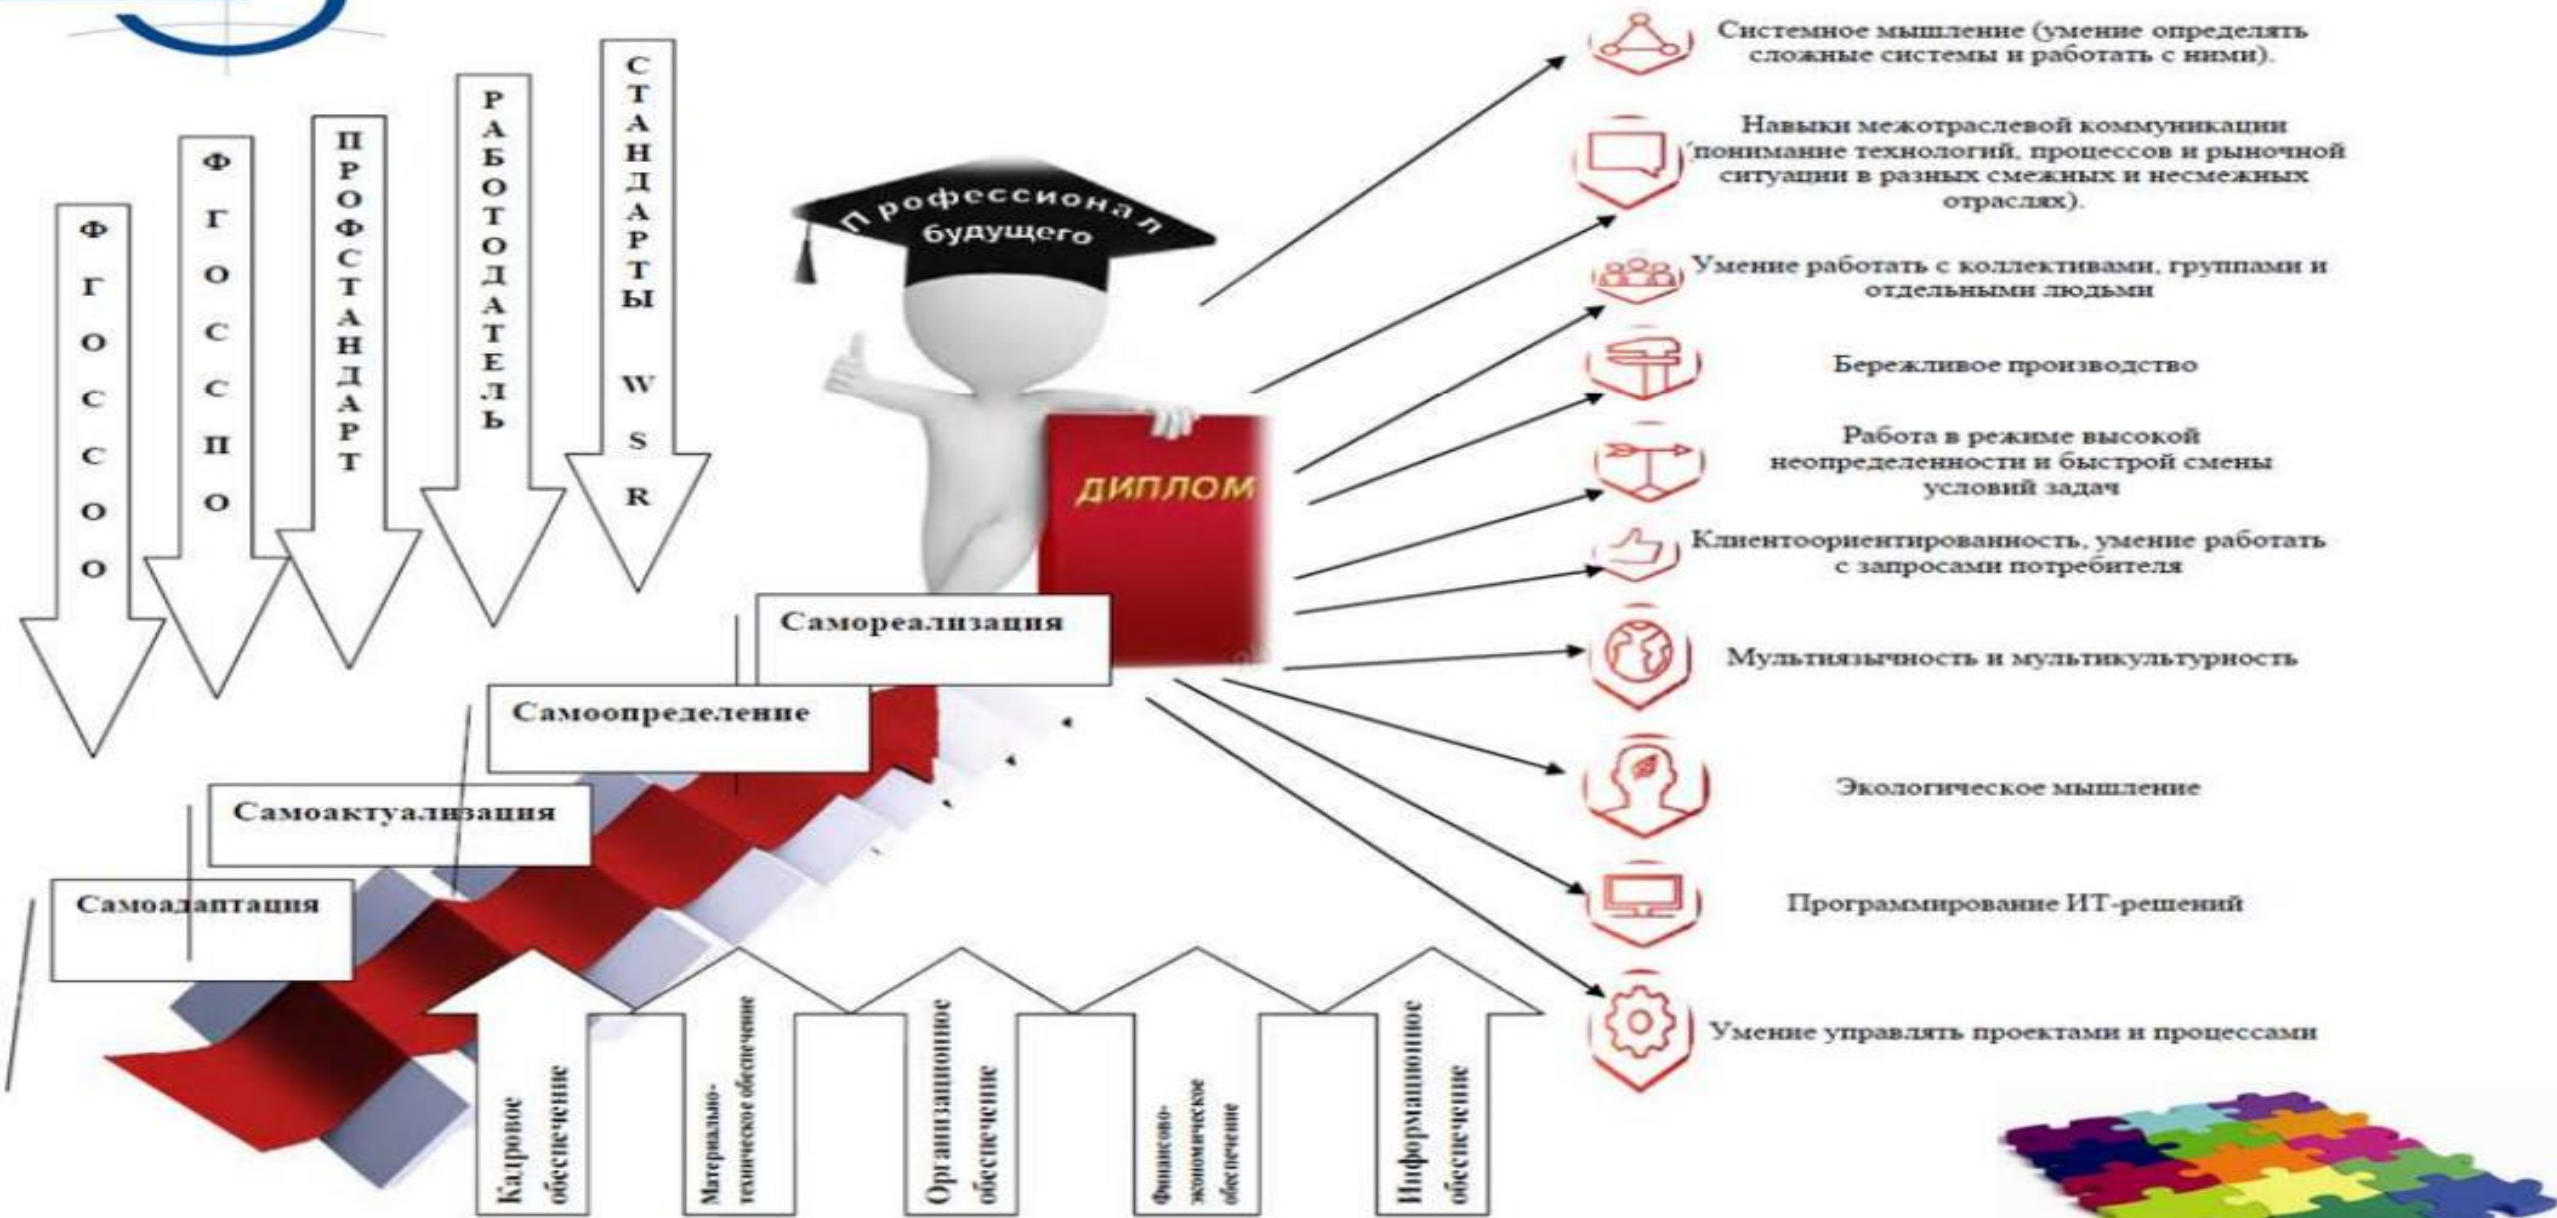 ФГОС СОО
ФГОС СПО
ПРОФСТАНДАРТ
РАБОТОДАТЕЛЬ
СТАНДАРТЫ WSR
Профессионал
будущего
ДИПЛОМ
Самореализация
Самоопределение
Самоактуализация
Самоадаптация
Кадровое
обеспечение
Материально-
техническое обеспечение
Организационное
обеспечение
Финансово-
экономическое
обеспечение
Информационное
обеспечение
Системное мышление (умение определять
сложные системы и работать с ними).
Навыки межотраслевой коммуникации
(понимание технологий, процессов и рыночной
ситуации в разных смежных и несмежных
отраслях).
Умение работать с коллективами, группами и
отдельными людьми
Бережливое производство
Работа в режиме высокой
неопределенности и быстрой смены
условий задач
Клиентоориентированность, умение работать
с запросами потребителя
Мультиязычность и мультикультурность
Экологическое мышление
Программирование ИТ-решений
Умение управлять проектами и процессами